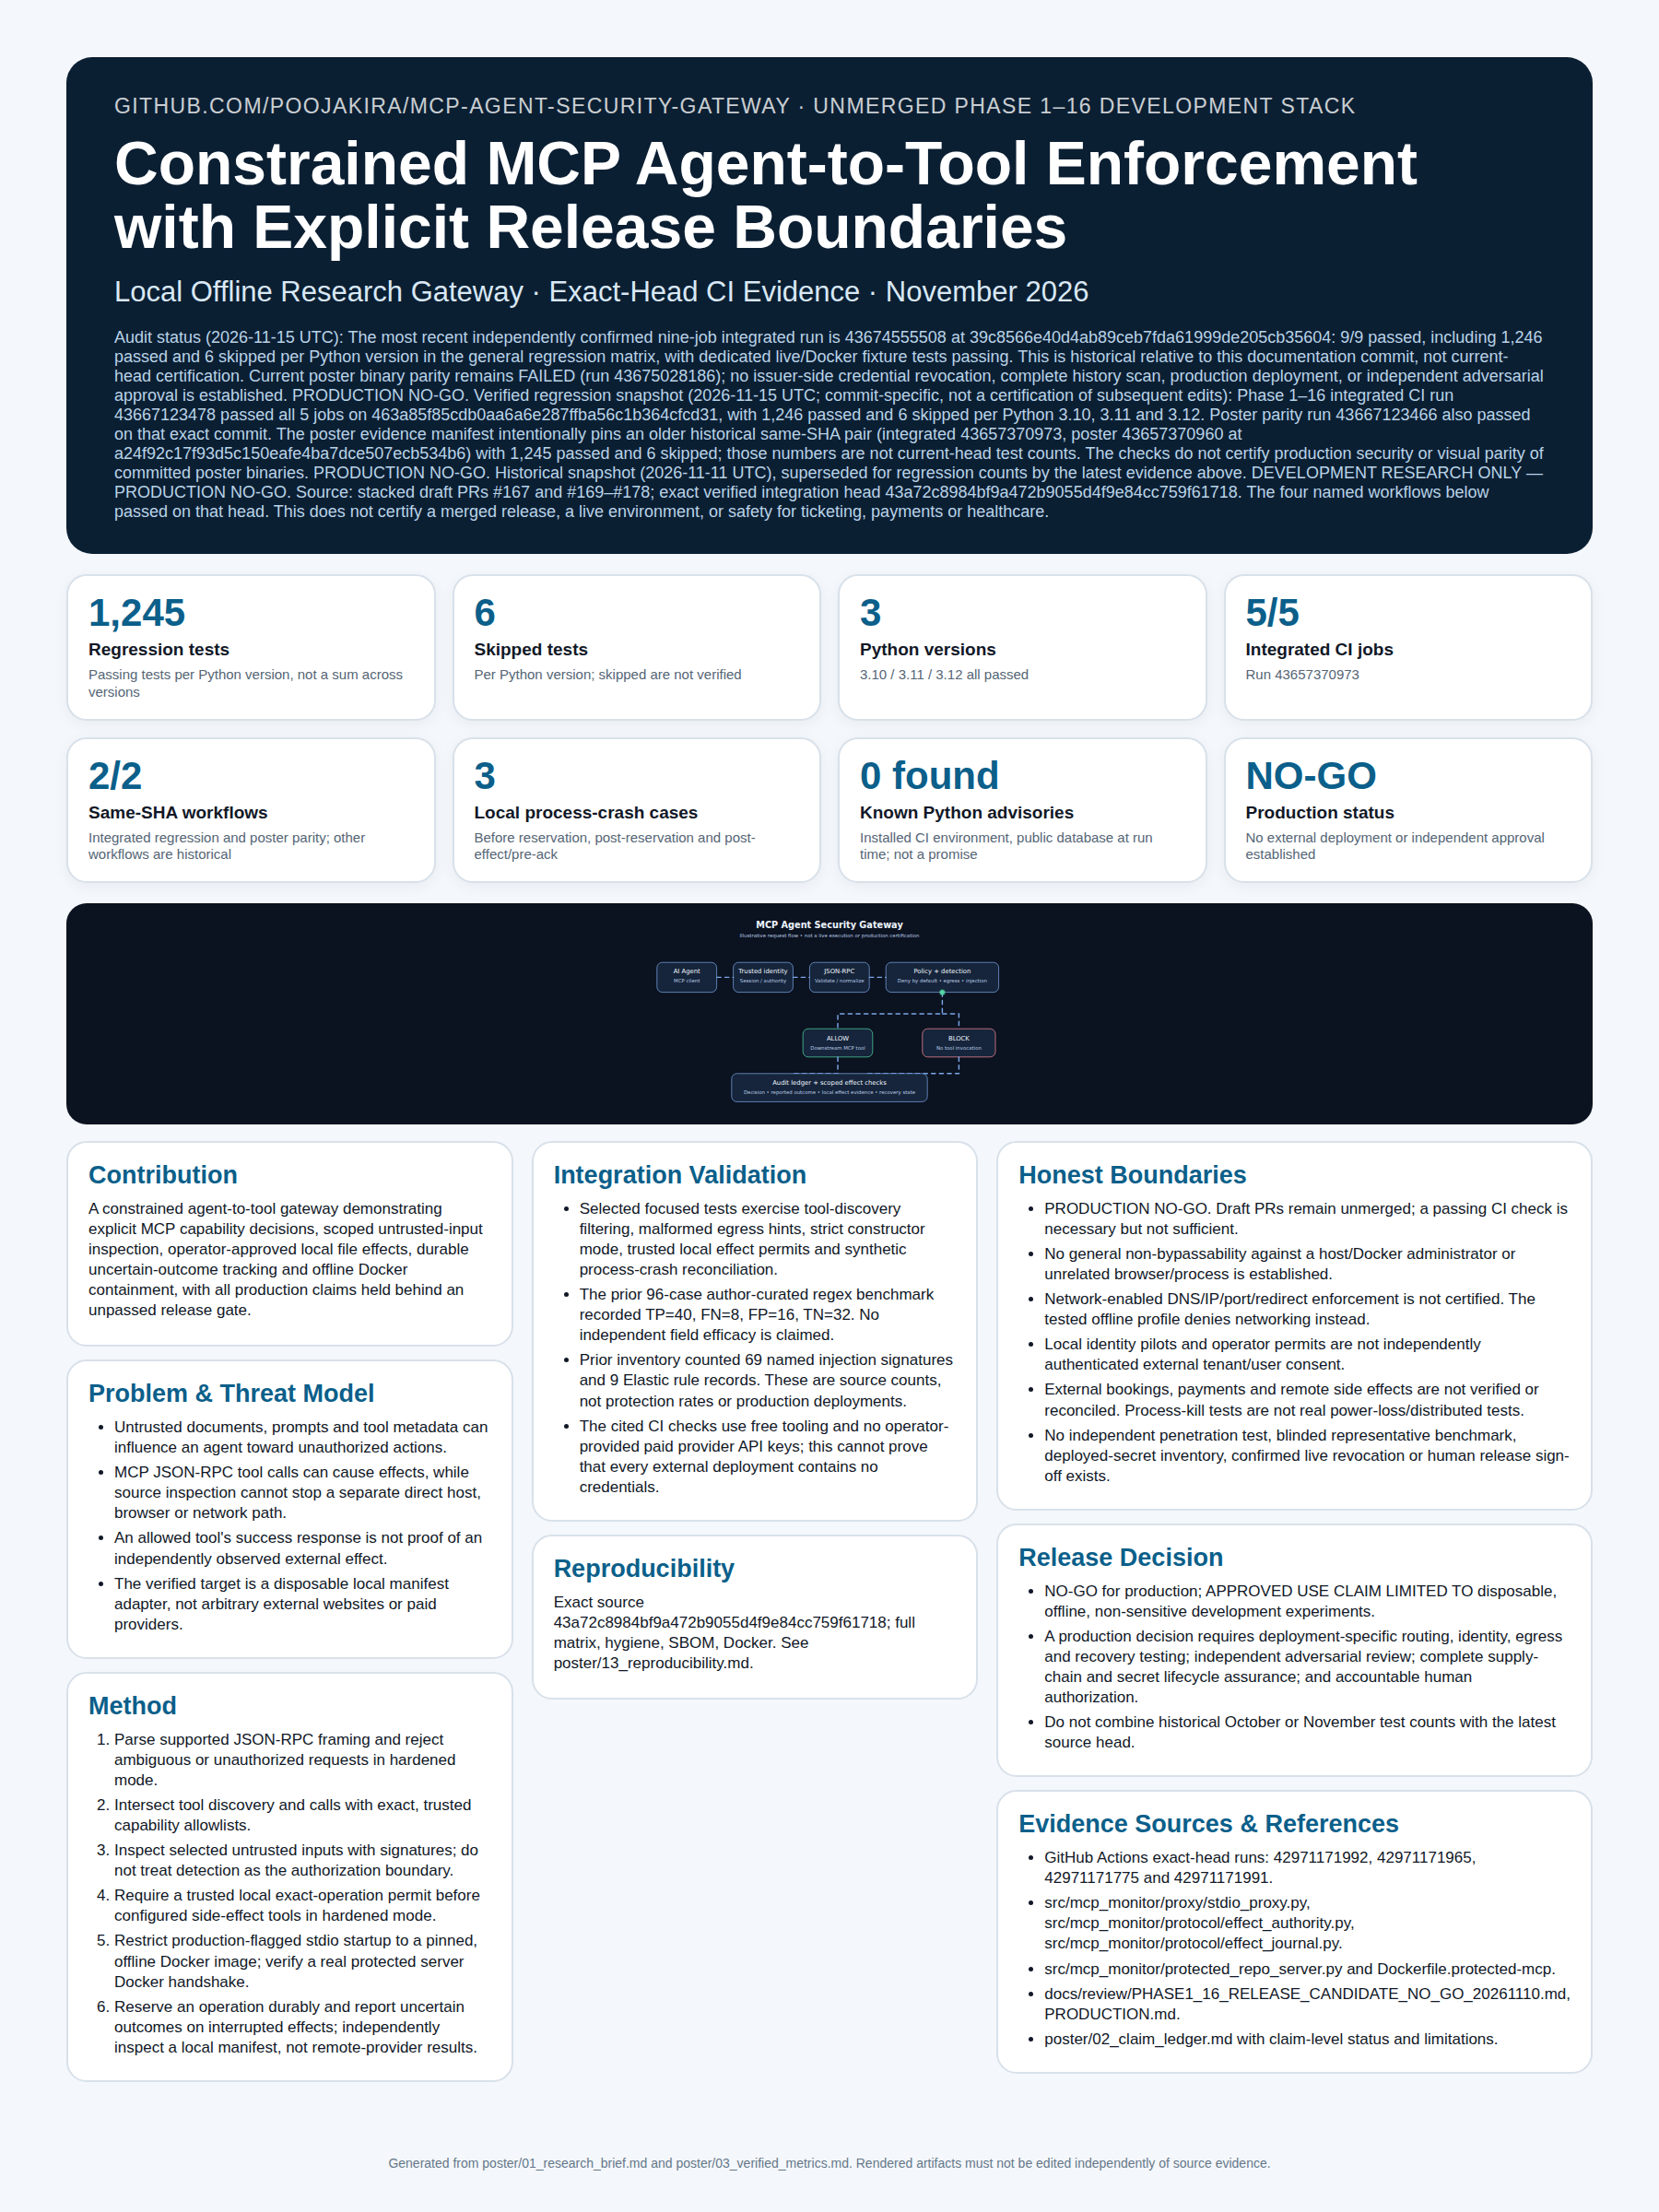 GITHUB.COM/POOJAKIRA/MCP-AGENT-SECURITY-GATEWAY · UNMERGED PHASE 1–16 DEVELOPMENT STACK
Constrained MCP Agent-to-Tool Enforcement
with Explicit Release Boundaries
Local Offline Research Gateway · Exact-Head CI Evidence · November 2026
Audit status (2026-11-15 UTC): The most recent independently confirmed nine-job integrated run is 43674555508 at 39c8566e40d4ab89ceb7fda61999de205cb35604: 9/9 passed, including 1,246
passed and 6 skipped per Python version in the general regression matrix, with dedicated live/Docker fixture tests passing. This is historical relative to this documentation commit, not current-
head certification. Current poster binary parity remains FAILED (run 43675028186); no issuer-side credential revocation, complete history scan, production deployment, or independent adversarial
approval is established. PRODUCTION NO-GO. Verified regression snapshot (2026-11-15 UTC; commit-specific, not a certification of subsequent edits): Phase 1–16 integrated CI run
43667123478 passed all 5 jobs on 463a85f85cdb0aa6a6e287ffba56c1b364cfcd31, with 1,246 passed and 6 skipped per Python 3.10, 3.11 and 3.12. Poster parity run 43667123466 also passed
on that exact commit. The poster evidence manifest intentionally pins an older historical same-SHA pair (integrated 43657370973, poster 43657370960 at
a24f92c17f93d5c150eafe4ba7dce507ecb534b6) with 1,245 passed and 6 skipped; those numbers are not current-head test counts. The checks do not certify production security or visual parity of
committed poster binaries. PRODUCTION NO-GO. Historical snapshot (2026-11-11 UTC), superseded for regression counts by the latest evidence above. DEVELOPMENT RESEARCH ONLY —
PRODUCTION NO-GO. Source: stacked draft PRs #167 and #169–#178; exact verified integration head 43a72c8984bf9a472b9055d4f9e84cc759f61718. The four named workflows below
passed on that head. This does not certify a merged release, a live environment, or safety for ticketing, payments or healthcare.
1,245
Regression tests
Passing tests per Python version, not a sum across
versions
6
Skipped tests
Per Python version; skipped are not verified
3
Python versions
3.10 / 3.11 / 3.12 all passed
5/5
Integrated CI jobs
Run 43657370973
2/2
Same-SHA workflows
Integrated regression and poster parity; other
workflows are historical
3
Local process-crash cases
Before reservation, post-reservation and post-
effect/pre-ack
0 found
Known Python advisories
Installed CI environment, public database at run
time; not a promise
NO-GO
Production status
No external deployment or independent approval
established
MCP Agent Security Gateway
Illustrative request flow • not a live execution or production certification
AI Agent
MCP client
Trusted identity
Session / authority
JSON-RPC
Validate / normalize
Policy + detection
Deny by default • egress • injection
ALLOW
Downstream MCP tool
BLOCK
No tool invocation
Audit ledger + scoped effect checks
Decision • reported outcome • local effect evidence • recovery state
Contribution
A constrained agent-to-tool gateway demonstrating
explicit MCP capability decisions, scoped untrusted-input
inspection, operator-approved local file effects, durable
uncertain-outcome tracking and offline Docker
containment, with all production claims held behind an
unpassed release gate.
Problem & Threat Model
• Untrusted documents, prompts and tool metadata can
influence an agent toward unauthorized actions.
• MCP JSON-RPC tool calls can cause effects, while
source inspection cannot stop a separate direct host,
browser or network path.
• An allowed tool's success response is not proof of an
independently observed external effect.
• The verified target is a disposable local manifest
adapter, not arbitrary external websites or paid
providers.
Method
1. Parse supported JSON-RPC framing and reject
ambiguous or unauthorized requests in hardened
mode.
2. Intersect tool discovery and calls with exact, trusted
capability allowlists.
3. Inspect selected untrusted inputs with signatures; do
not treat detection as the authorization boundary.
4. Require a trusted local exact-operation permit before
configured side-effect tools in hardened mode.
5. Restrict production-flagged stdio startup to a pinned,
offline Docker image; verify a real protected server
Docker handshake.
6. Reserve an operation durably and report uncertain
outcomes on interrupted effects; independently
inspect a local manifest, not remote-provider results.
Integration Validation
• Selected focused tests exercise tool-discovery
filtering, malformed egress hints, strict constructor
mode, trusted local effect permits and synthetic
process-crash reconciliation.
• The prior 96-case author-curated regex benchmark
recorded TP=40, FN=8, FP=16, TN=32. No
independent field efficacy is claimed.
• Prior inventory counted 69 named injection signatures
and 9 Elastic rule records. These are source counts,
not protection rates or production deployments.
• The cited CI checks use free tooling and no operator-
provided paid provider API keys; this cannot prove
that every external deployment contains no
credentials.
Reproducibility
Exact source
43a72c8984bf9a472b9055d4f9e84cc759f61718; full
matrix, hygiene, SBOM, Docker. See
poster/13_reproducibility.md.
Honest Boundaries
• PRODUCTION NO-GO. Draft PRs remain unmerged; a passing CI check is
necessary but not sufficient.
• No general non-bypassability against a host/Docker administrator or
unrelated browser/process is established.
• Network-enabled DNS/IP/port/redirect enforcement is not certified. The
tested offline profile denies networking instead.
• Local identity pilots and operator permits are not independently
authenticated external tenant/user consent.
• External bookings, payments and remote side effects are not verified or
reconciled. Process-kill tests are not real power-loss/distributed tests.
• No independent penetration test, blinded representative benchmark,
deployed-secret inventory, confirmed live revocation or human release sign-
off exists.
Release Decision
• NO-GO for production; APPROVED USE CLAIM LIMITED TO disposable,
offline, non-sensitive development experiments.
• A production decision requires deployment-specific routing, identity, egress
and recovery testing; independent adversarial review; complete supply-
chain and secret lifecycle assurance; and accountable human
authorization.
• Do not combine historical October or November test counts with the latest
source head.
Evidence Sources & References
• GitHub Actions exact-head runs: 42971171992, 42971171965,
42971171775 and 42971171991.
• src/mcp_monitor/proxy/stdio_proxy.py,
src/mcp_monitor/protocol/effect_authority.py,
src/mcp_monitor/protocol/effect_journal.py.
• src/mcp_monitor/protected_repo_server.py and Dockerfile.protected-mcp.
• docs/review/PHASE1_16_RELEASE_CANDIDATE_NO_GO_20261110.md,
PRODUCTION.md.
• poster/02_claim_ledger.md with claim-level status and limitations.
Generated from poster/01_research_brief.md and poster/03_verified_metrics.md. Rendered artifacts must not be edited independently of source evidence.